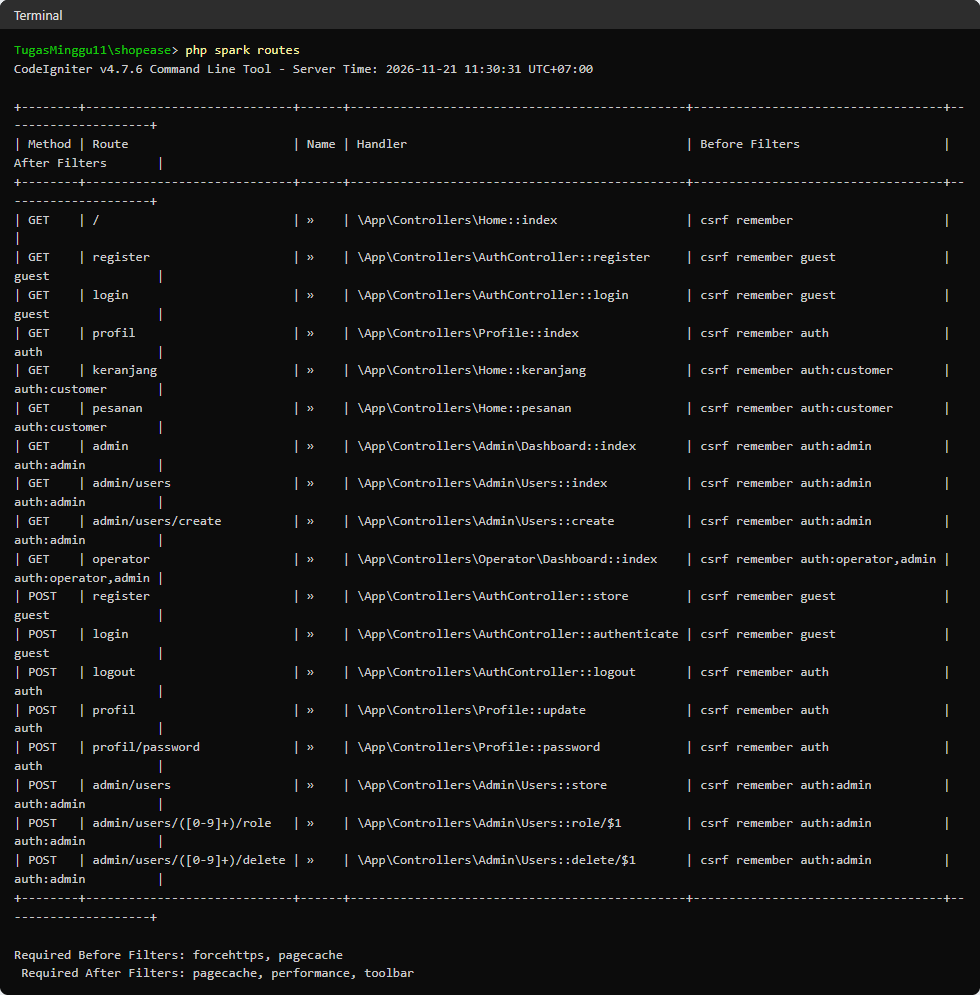 Terminal
TugasMinggu11\shopease> php spark routes
CodeIgniter v4.7.6 Command Line Tool - Server Time: 2026-11-21 11:30:31 UTC+07:00
+--------+-----------------------------+------+-----------------------------------------------+-----------------------------------+--
-------------------+
| Method | Route                       | Name | Handler                                       | Before Filters                    |
After Filters       |
+--------+-----------------------------+------+-----------------------------------------------+-----------------------------------+--
-------------------+
| GET    | /                           | »    | \App\Controllers\Home::index                  | csrf remember                     |
|
| GET    | register                    | »    | \App\Controllers\AuthController::register     | csrf remember guest               |
guest               |
| GET    | login                       | »    | \App\Controllers\AuthController::login        | csrf remember guest               |
guest               |
| GET    | profil                      | »    | \App\Controllers\Profile::index               | csrf remember auth                |
auth                |
| GET    | keranjang                   | »    | \App\Controllers\Home::keranjang              | csrf remember auth:customer       |
auth:customer       |
| GET    | pesanan                     | »    | \App\Controllers\Home::pesanan                | csrf remember auth:customer       |
auth:customer       |
| GET    | admin                       | »    | \App\Controllers\Admin\Dashboard::index       | csrf remember auth:admin          |
auth:admin          |
| GET    | admin/users                 | »    | \App\Controllers\Admin\Users::index           | csrf remember auth:admin          |
auth:admin          |
| GET    | admin/users/create          | »    | \App\Controllers\Admin\Users::create          | csrf remember auth:admin          |
auth:admin          |
| GET    | operator                    | »    | \App\Controllers\Operator\Dashboard::index    | csrf remember auth:operator,admin |
auth:operator,admin |
| POST   | register                    | »    | \App\Controllers\AuthController::store        | csrf remember guest               |
guest               |
| POST   | login                       | »    | \App\Controllers\AuthController::authenticate | csrf remember guest               |
guest               |
| POST   | logout                      | »    | \App\Controllers\AuthController::logout       | csrf remember auth                |
auth                |
| POST   | profil                      | »    | \App\Controllers\Profile::update              | csrf remember auth                |
auth                |
| POST   | profil/password             | »    | \App\Controllers\Profile::password            | csrf remember auth                |
auth                |
| POST   | admin/users                 | »    | \App\Controllers\Admin\Users::store           | csrf remember auth:admin          |
auth:admin          |
| POST   | admin/users/([0-9]+)/role   | »    | \App\Controllers\Admin\Users::role/$1         | csrf remember auth:admin          |
auth:admin          |
| POST   | admin/users/([0-9]+)/delete | »    | \App\Controllers\Admin\Users::delete/$1       | csrf remember auth:admin          |
auth:admin          |
+--------+-----------------------------+------+-----------------------------------------------+-----------------------------------+--
-------------------+
Required Before Filters: forcehttps, pagecache
 Required After Filters: pagecache, performance, toolbar